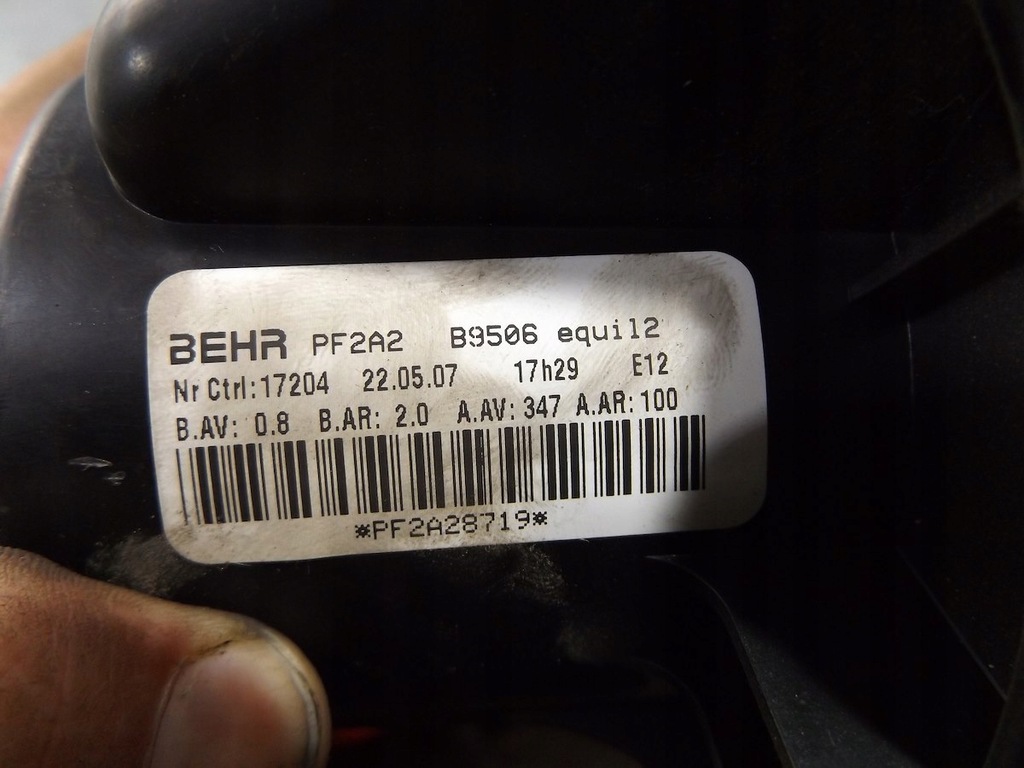 BEHR PF2A2 B9506 equil2
Nr Ctrl:17204 22.05.07 17h29 E12
B.AV: 0.8 B.AR: 2.0 A.AV: 347 A.AR: 100
*PF2A28719*